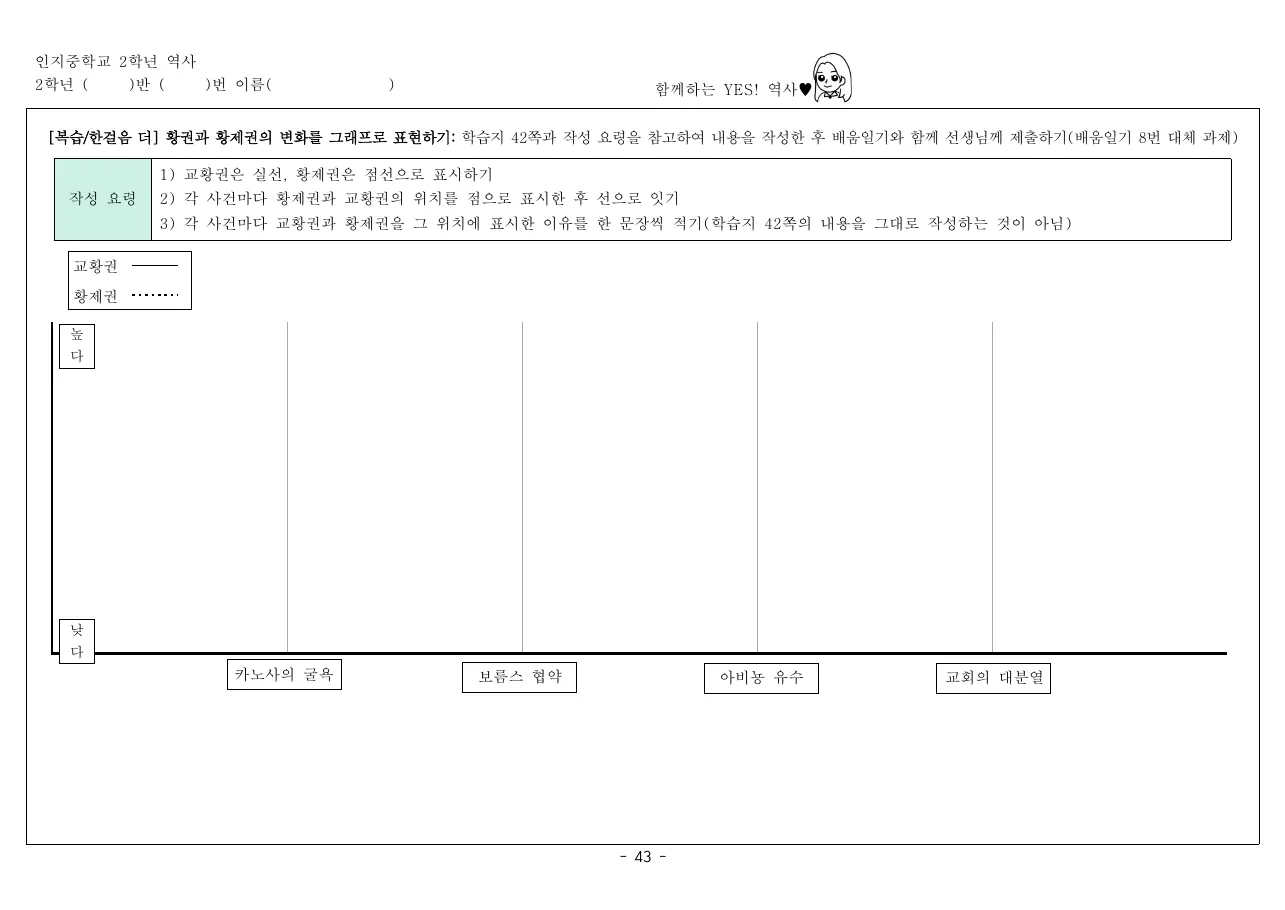 인지중학교 2학년 역사
2학년 (     )반 (     )번 이름(               )
함께하는 YES! 역사♥
[복습/한걸음 더] 황권과 황제권의 변화를 그래프로 표현하기: 학습지 42쪽과 작성 요령을 참고하여 내용을 작성한 후 배움일기와 함께 선생님께 제출하기(배움일기 8번 대체 과제)
작성 요령
1) 교황권은 실선, 황제권은 점선으로 표시하기
2) 각 사건마다 황제권과 교황권의 위치를 점으로 표시한 후 선으로 잇기
3) 각 사건마다 교황권과 황제권을 그 위치에 표시한 이유를 한 문장씩 적기(학습지 42쪽의 내용을 그대로 작성하는 것이 아님)
교황권
황제권
높
다
낮
다
카노사의 굴욕
보름스 협약
아비뇽 유수
교회의 대분열
- 43 -